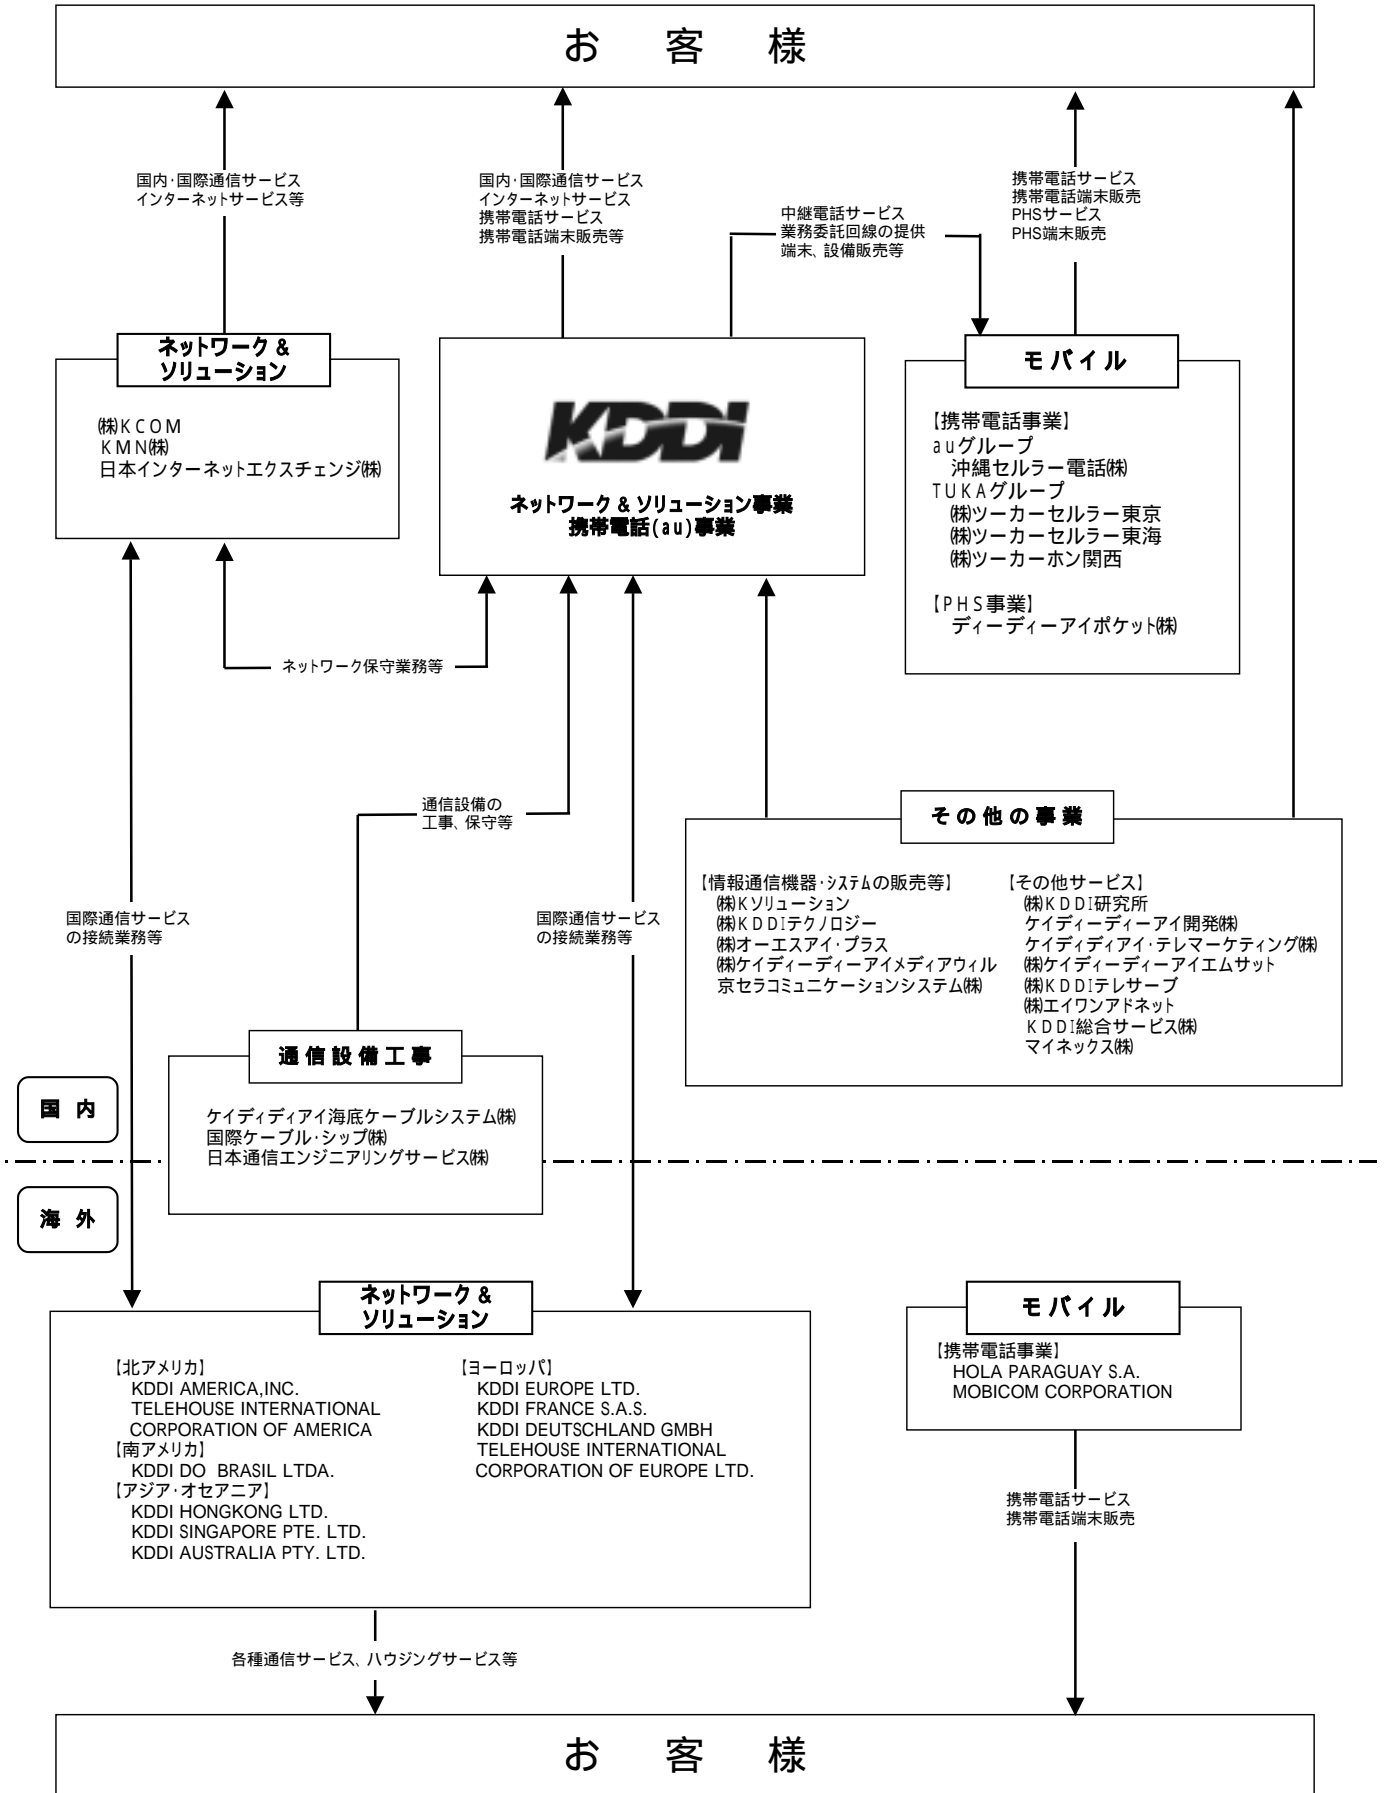 お 客 様
国内・国際通信サービス
インターネットサービス等
国内・国際通信サービス
インターネットサービス
携帯電話サービス
携帯電話端末販売等
中継電話サービス
業務委託回線の提供
端末、設備販売等
携帯電話サービス
携帯電話端末販売
PHSサービス
PHS端末販売
ネットワーク &
ソリューション
㈱KCOM
KMN㈱
日本インターネットエクスチェンジ㈱
KDDI
ネットワーク & ソリューション事業
携帯電話(au)事業
モバイル
【携帯電話事業】
auグループ
沖縄セルラー電話㈱
TUKAグループ
㈱ツーカーセルラー東京
㈱ツーカーセルラー東海
㈱ツーカーホン関西
【PHS事業】
ディーディーアイポケット㈱
ネットワーク保守業務等
通信設備の
工事、保守等
国際通信サービス
の接続業務等
国際通信サービス
の接続業務等
その他の事業
【情報通信機器・システムの販売等】
㈱Kソリューション
㈱KDDIテクノロジー
㈱オーエスアイ・プラス
㈱ケイディーディーアイメディアウィル
京セラコミュニケーションシステム㈱
【その他サービス】
㈱KDDI研究所
ケイディーディーアイ開発㈱
ケイディディアイ・テレマーケティング㈱
㈱ケイディーディーアイエムサット
㈱KDDIテレサーブ
㈱エイワンアドネット
KDDI総合サービス㈱
マイネックス㈱
通信設備工事
ケイディディアイ海底ケーブルシステム㈱
国際ケーブル・シップ㈱
日本通信エンジニアリングサービス㈱
国 内
海 外
ネットワーク &
ソリューション
【北アメリカ】
KDDI AMERICA,INC.
TELEHOUSE INTERNATIONAL
CORPORATION OF AMERICA
【南アメリカ】
KDDI DO BRASIL LTDA.
【アジア・オセアニア】
KDDI HONGKONG LTD.
KDDI SINGAPORE PTE. LTD.
KDDI AUSTRALIA PTY. LTD.
【ヨーロッパ】
KDDI EUROPE LTD.
KDDI FRANCE S.A.S.
KDDI DEUTSCHLAND GMBH
TELEHOUSE INTERNATIONAL
CORPORATION OF EUROPE LTD.
モバイル
【携帯電話事業】
HOLA PARAGUAY S.A.
MOBICOM CORPORATION
携帯電話サービス
携帯電話端末販売
各種通信サービス、ハウジングサービス等
お 客 様